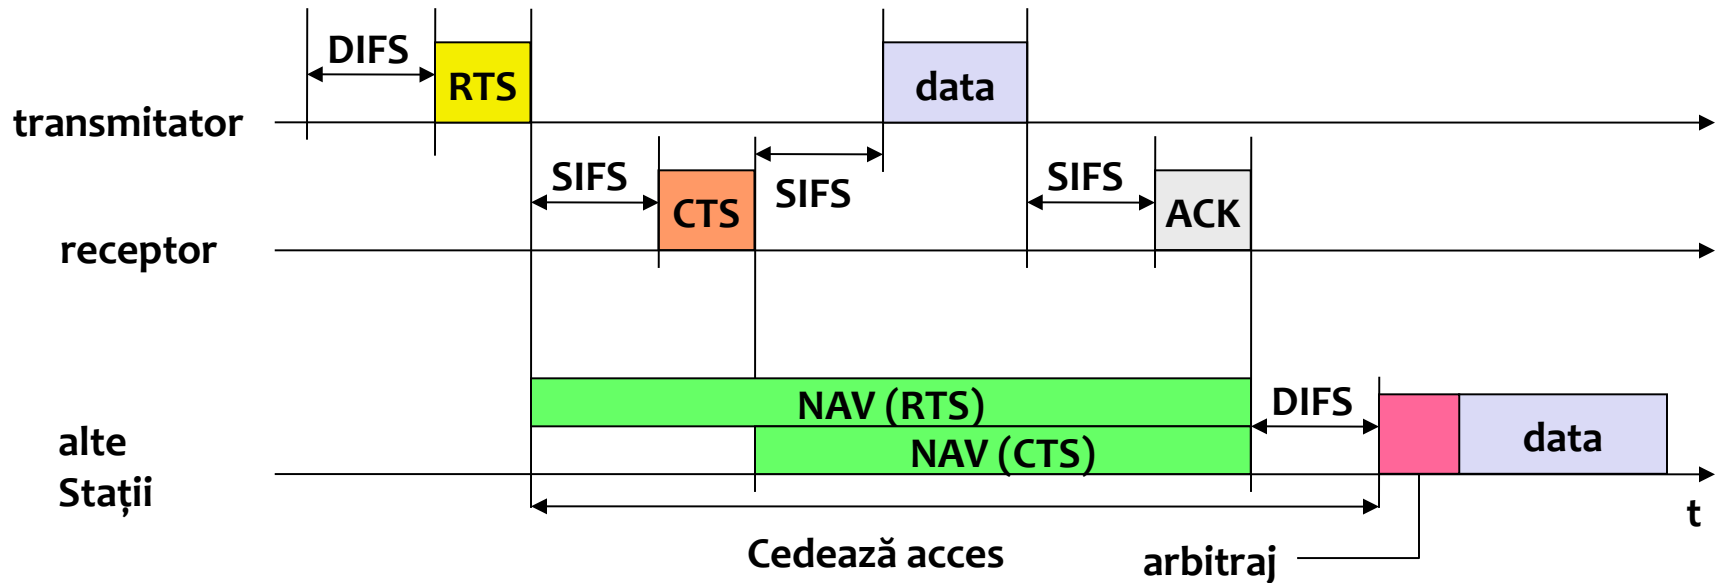 DIFS
RTS
data
transmitator
SIFS
CTS
SIFS
SIFS
ACK
receptor
NAV (RTS)
DIFS
NAV (CTS)
data
alte
Stații
t
Cedează acces
arbitraj